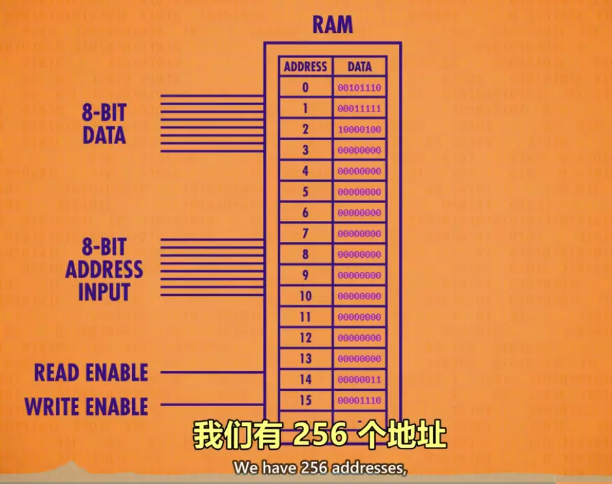 RAM
ADDRESS DATA
0 00101110
1 00011111
2 10000100
3 00000000
4 00000000
5 00000000
6 00000000
7 00000000
8 00000000
9 00000000
10 00000000
11 00000000
12 00000000
13 00000000
14 00000011
15 00001110
8-BIT
DATA
8-BIT
ADDRESS
INPUT
READ ENABLE
WRITE ENABLE
我们有 256 个地址
We have 256 addresses,